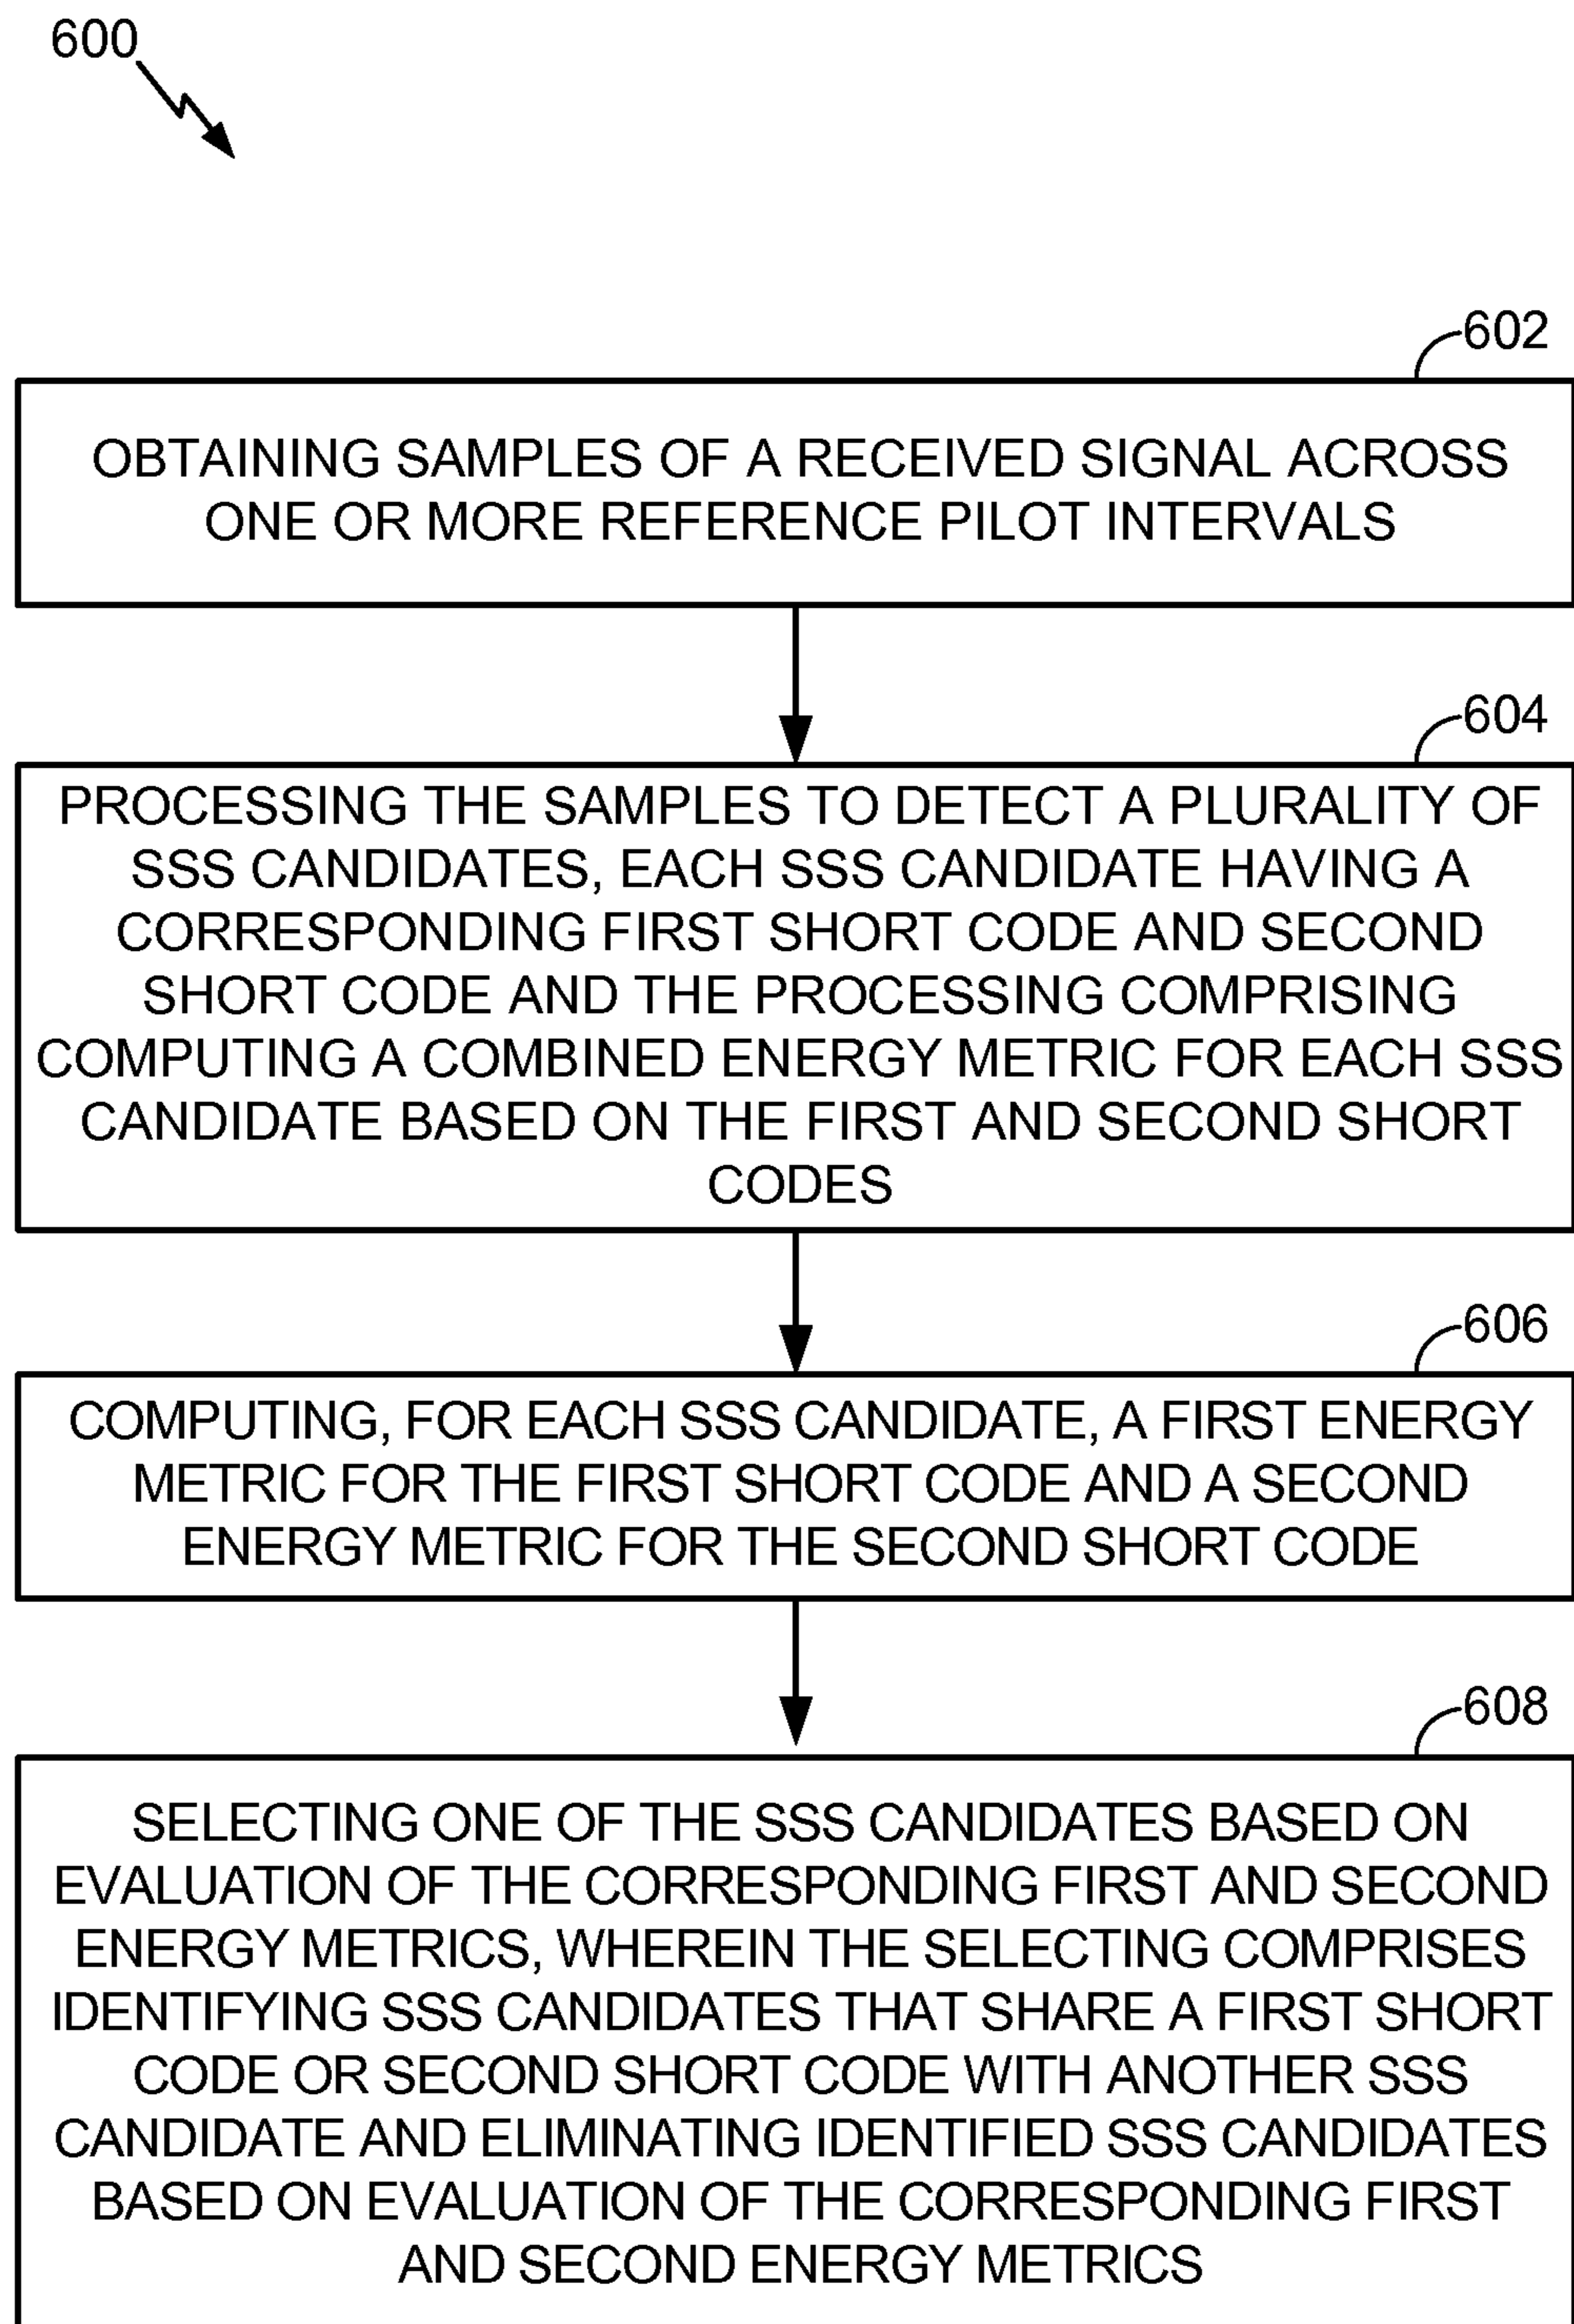 600
602
OBTAINING SAMPLES OF A RECEIVED SIGNAL ACROSS
ONE OR MORE REFERENCE PILOT INTERVALS
604
PROCESSING THE SAMPLES TO DETECT A PLURALITY OF
SSS CANDIDATES, EACH SSS CANDIDATE HAVING A
CORRESPONDING FIRST SHORT CODE AND SECOND
SHORT CODE AND THE PROCESSING COMPRISING
COMPUTING A COMBINED ENERGY METRIC FOR EACH SSS
CANDIDATE BASED ON THE FIRST AND SECOND SHORT
CODES
606
COMPUTING, FOR EACH SSS CANDIDATE, A FIRST ENERGY
METRIC FOR THE FIRST SHORT CODE AND A SECOND
ENERGY METRIC FOR THE SECOND SHORT CODE
608
SELECTING ONE OF THE SSS CANDIDATES BASED ON
EVALUATION OF THE CORRESPONDING FIRST AND SECOND
ENERGY METRICS, WHEREIN THE SELECTING COMPRISES
IDENTIFYING SSS CANDIDATES THAT SHARE A FIRST SHORT
CODE OR SECOND SHORT CODE WITH ANOTHER SSS
CANDIDATE AND ELIMINATING IDENTIFIED SSS CANDIDATES
BASED ON EVALUATION OF THE CORRESPONDING FIRST
AND SECOND ENERGY METRICS